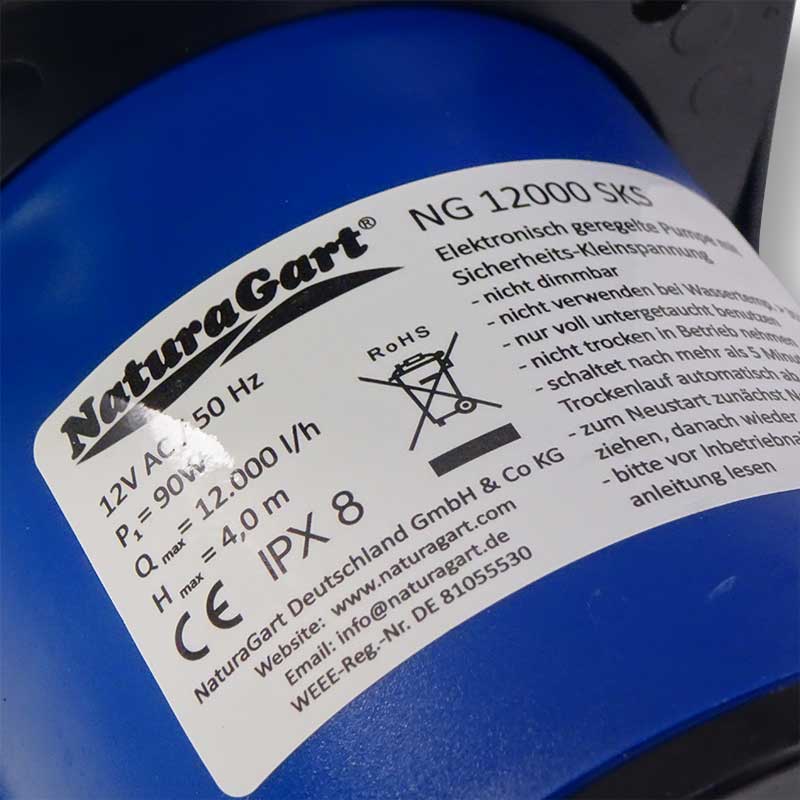 NaturaGart®
12V AC / 50 Hz
P1 = 90W
Q max = 12.000 l/h
H max = 4,0 m
CE IPX 8
NaturaGart Deutschland GmbH & Co KG
Website: www.naturagart.com
Email: info@naturagart.de
WEEE-Reg.-Nr. DE 81055530
RoHS
NG 12000 SKS
Elektronisch geregelte Pumpe mit
Sicherheits-Kleinspannung
- nicht dimmbar
- nicht verwenden bei Wassertemp. >
- nur voll untergetaucht benutzen
- nicht trocken in Betrieb nehmen
- schaltet nach mehr als 5 Minu
Trockenlauf automatisch ab
- zum Neustart zunächst
ziehen, danach wieder
- bitte vor Inbetriebna
anleitung lesen